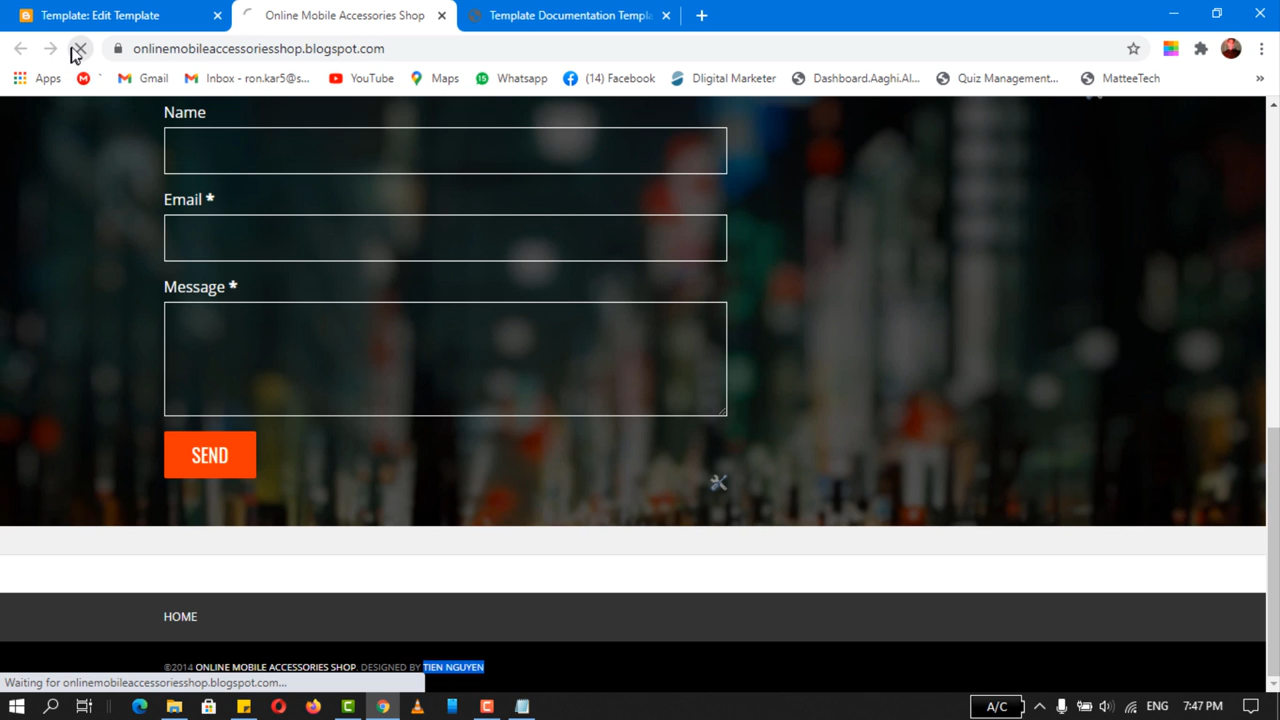 Template: Edit Template
Online Mobile Accessories Shop
Template Documentation Templa
onlinemobileaccessoriesshop.blogspot.com
Apps
Gmail
Inbox - ron.kar5@s...
YouTube
Maps
Whatsapp
(14) Facebook
DIigital Marketer
Dashboard.Aaghi.Al...
Quiz Management...
MatteeTech
»
Name
Email *
Message *
SEND
HOME
©2014 ONLINE MOBILE ACCESSORIES SHOP. DESIGNED BY TIEN NGUYEN
Waiting for onlinemobileaccessoriesshop.blogspot.com...
A/C
ENG
7:47 PM